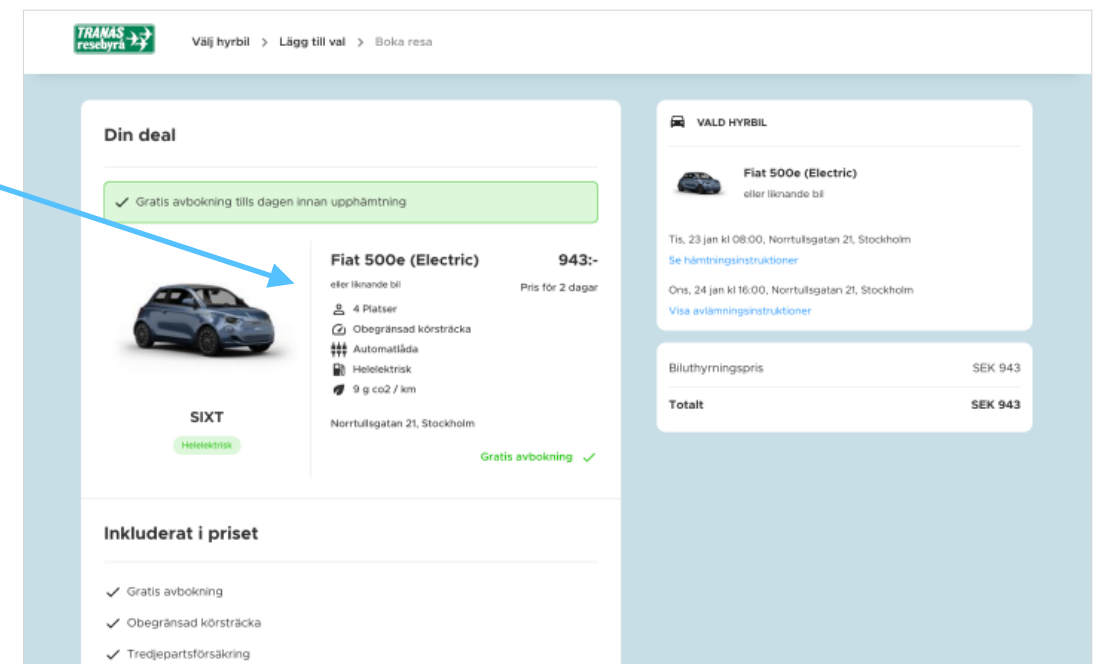 TRANÅS
resebyrå
Välj hyrbil > Lägg till val > Boka resa
Din deal
Gratis avbokning tills dagen innan upphämtning
Fiat 500e (Electric)
943:-
eller liknande bil
Pris för 2 dagar
4 Platser
Obegränsad körsträcka
Automatlåda
Helelektrisk
9 g co2 / km
SIXT
Helelektrisk
Norrtullsgatan 21, Stockholm
Gratis avbokning
Inkluderat i priset
Gratis avbokning
Obegränsad körsträcka
Tredjepartsförsäkring
VALD HYRBIL
Fiat 500e (Electric)
eller liknande bil
Tis, 23 jan kl 08:00, Norrtullsgatan 21, Stockholm
Se hämtningsinstruktioner
Ons, 24 jan kl 16:00, Norrtullsgatan 21, Stockholm
Visa avlämningsinstruktioner
Biluthyrningspris SEK 943
Totalt SEK 943